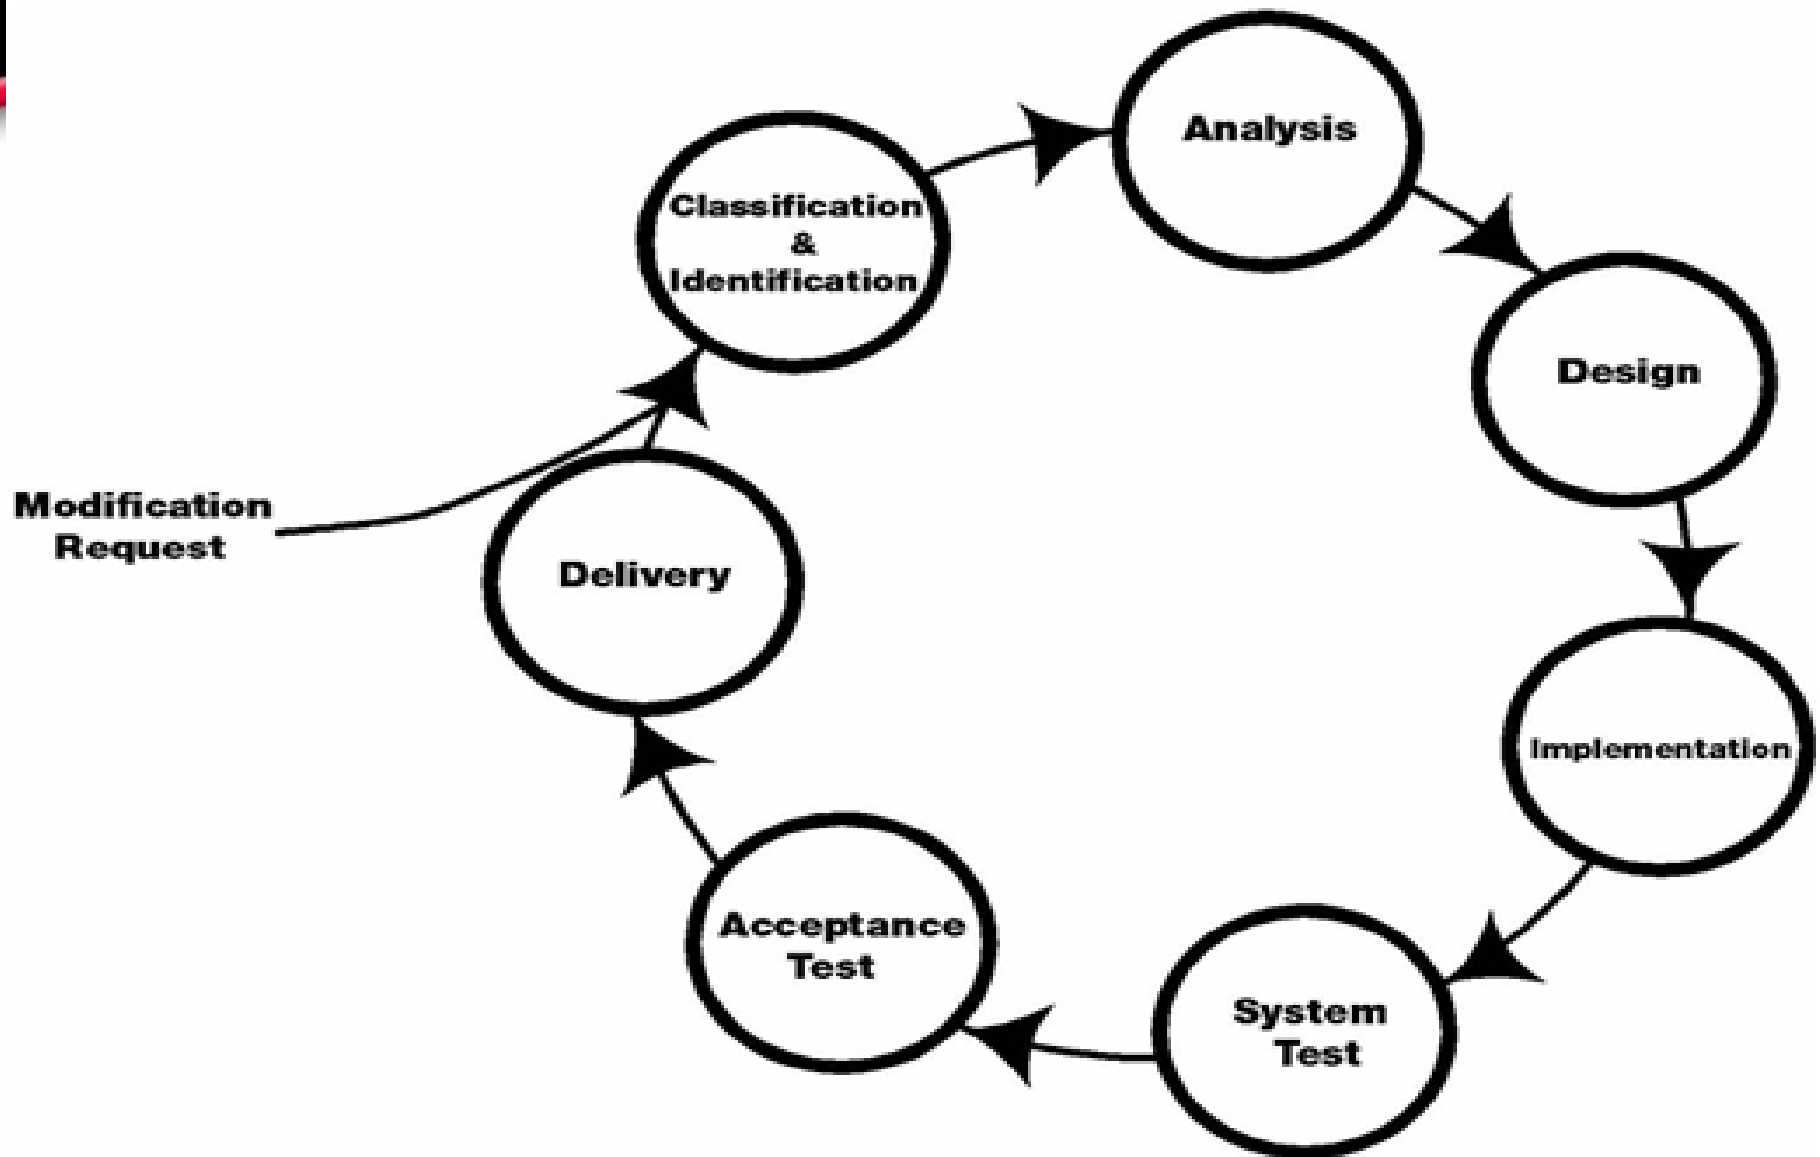 Analysis
Classification
&
Identification
Design
Modification
Request
Delivery
Implementation
Acceptance
Test
System
Test